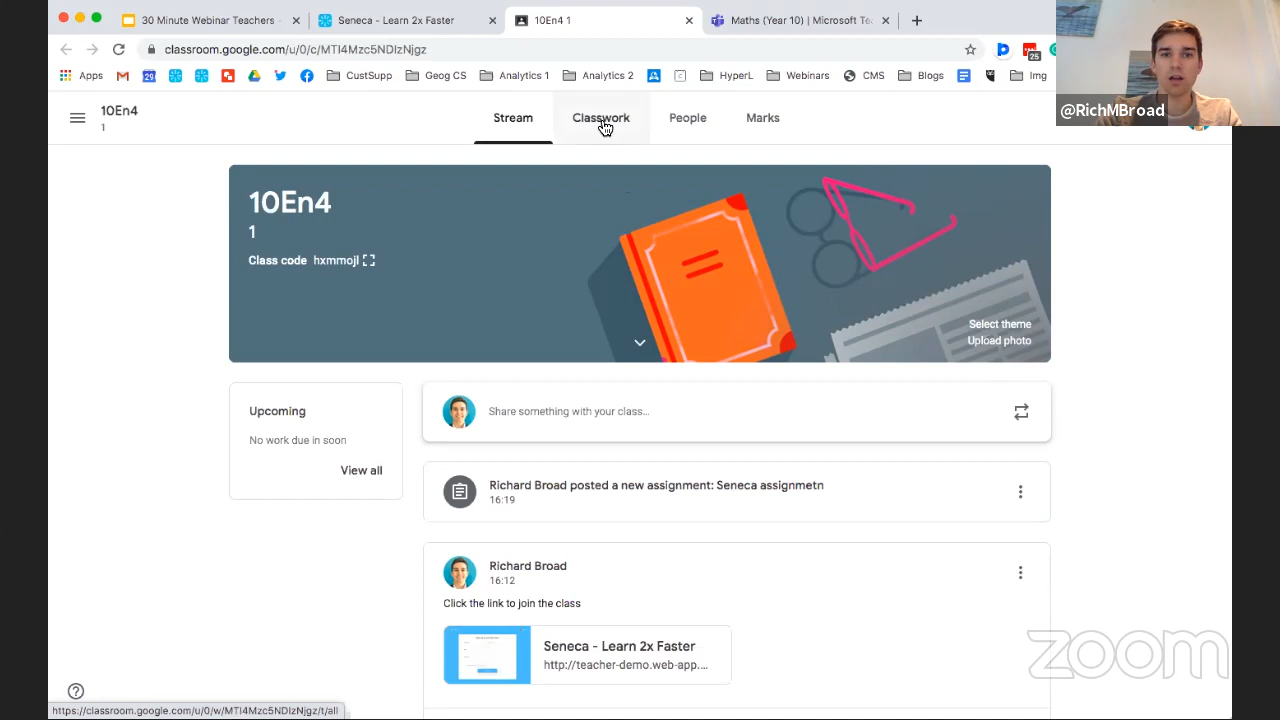 30 Minute Webinar Teachers -
Seneca - Learn 2x Faster
10En4 1
Maths (Year 10) | Microsoft Te
classroom.google.com/u/0/c/MTI4Mzc5NDIzNjgz
25
Apps
CustSupp
Geog CS
Analytics 1
Analytics 2
HyperL
Webinars
CMS
Blogs
Img
@RichMBroad
10En4
1
Stream
Classwork
People
Marks
10En4
1
Class code hxmmojl
Select theme
Upload photo
Upcoming
No work due in soon
View all
Share something with your class...
Richard Broad posted a new assignment: Seneca assignmetn
16:19
Richard Broad
16:12
Click the link to join the class
Seneca - Learn 2x Faster
http://teacher-demo.web-app....
zoom
https://classroom.google.com/u/0/w/MTI4Mzc5NDIzNjgz/t/all